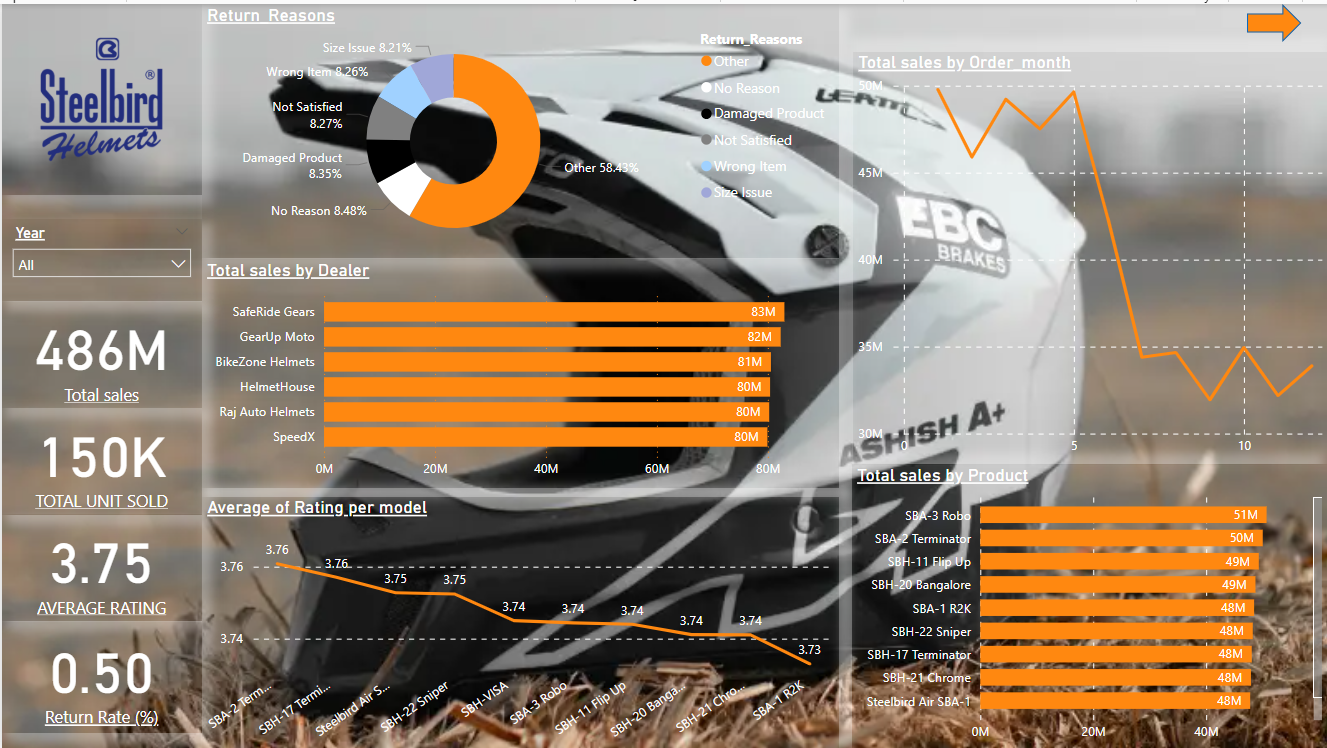 Steelbird®
Helmets
Year
All
486M
Total sales
150K
TOTAL UNIT SOLD
3.75
AVERAGE RATING
0.50
Return Rate (%)
Return_Reasons
Size Issue 8.21%
Wrong Item 8.26%
Not Satisfied
8.27%
Damaged Product
8.35%
No Reason 8.48%
Other 58.43%
Return_Reasons
Other
No Reason
Damaged Product
Not Satisfied
Wrong Item
Size Issue
Total sales by Dealer
SafeRide Gears 83M
GearUp Moto 82M
BikeZone Helmets 81M
HelmetHouse 80M
Raj Auto Helmets 80M
SpeedX 80M
0M 20M 40M 60M 80M
Average of Rating per model
3.76
3.74
3.76 3.76 3.75 3.75 3.74 3.74 3.74 3.74 3.74 3.73
SBA-2 Term...
SBH-17 Termi...
Steelbird Air S...
SBH-22 Sniper
SBH-VISA
SBA-3 Robo
SBH-11 Flip Up
SBH-20 Banga...
SBH-21 Chro...
SBA-1 R2K
Total sales by Order_month
50M
45M
40M
35M
30M
0 5 10
EBC
BRAKES
ASHISH A+
Total sales by Product
SBA-3 Robo 51M
SBA-2 Terminator 50M
SBH-11 Flip Up 49M
SBH-20 Bangalore 49M
SBA-1 R2K 48M
SBH-22 Sniper 48M
SBH-17 Terminator 48M
SBH-21 Chrome 48M
Steelbird Air SBA-1 48M
0M 20M 40M